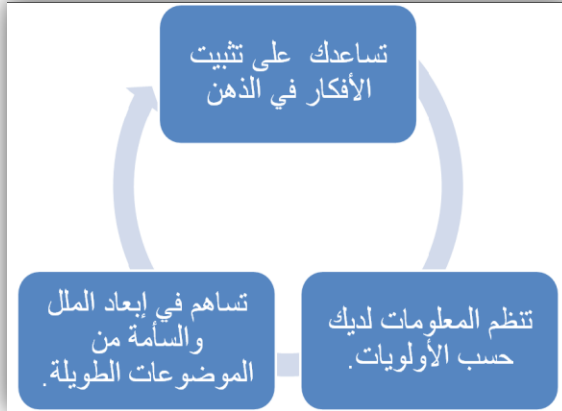 تساعدك على تثبيت
الأفكار في الذهن
تنظم المعلومات لديك
حسب الأولويات.
تساهم في إبعاد الملل
والسأمة من
الموضوعات الطويلة.